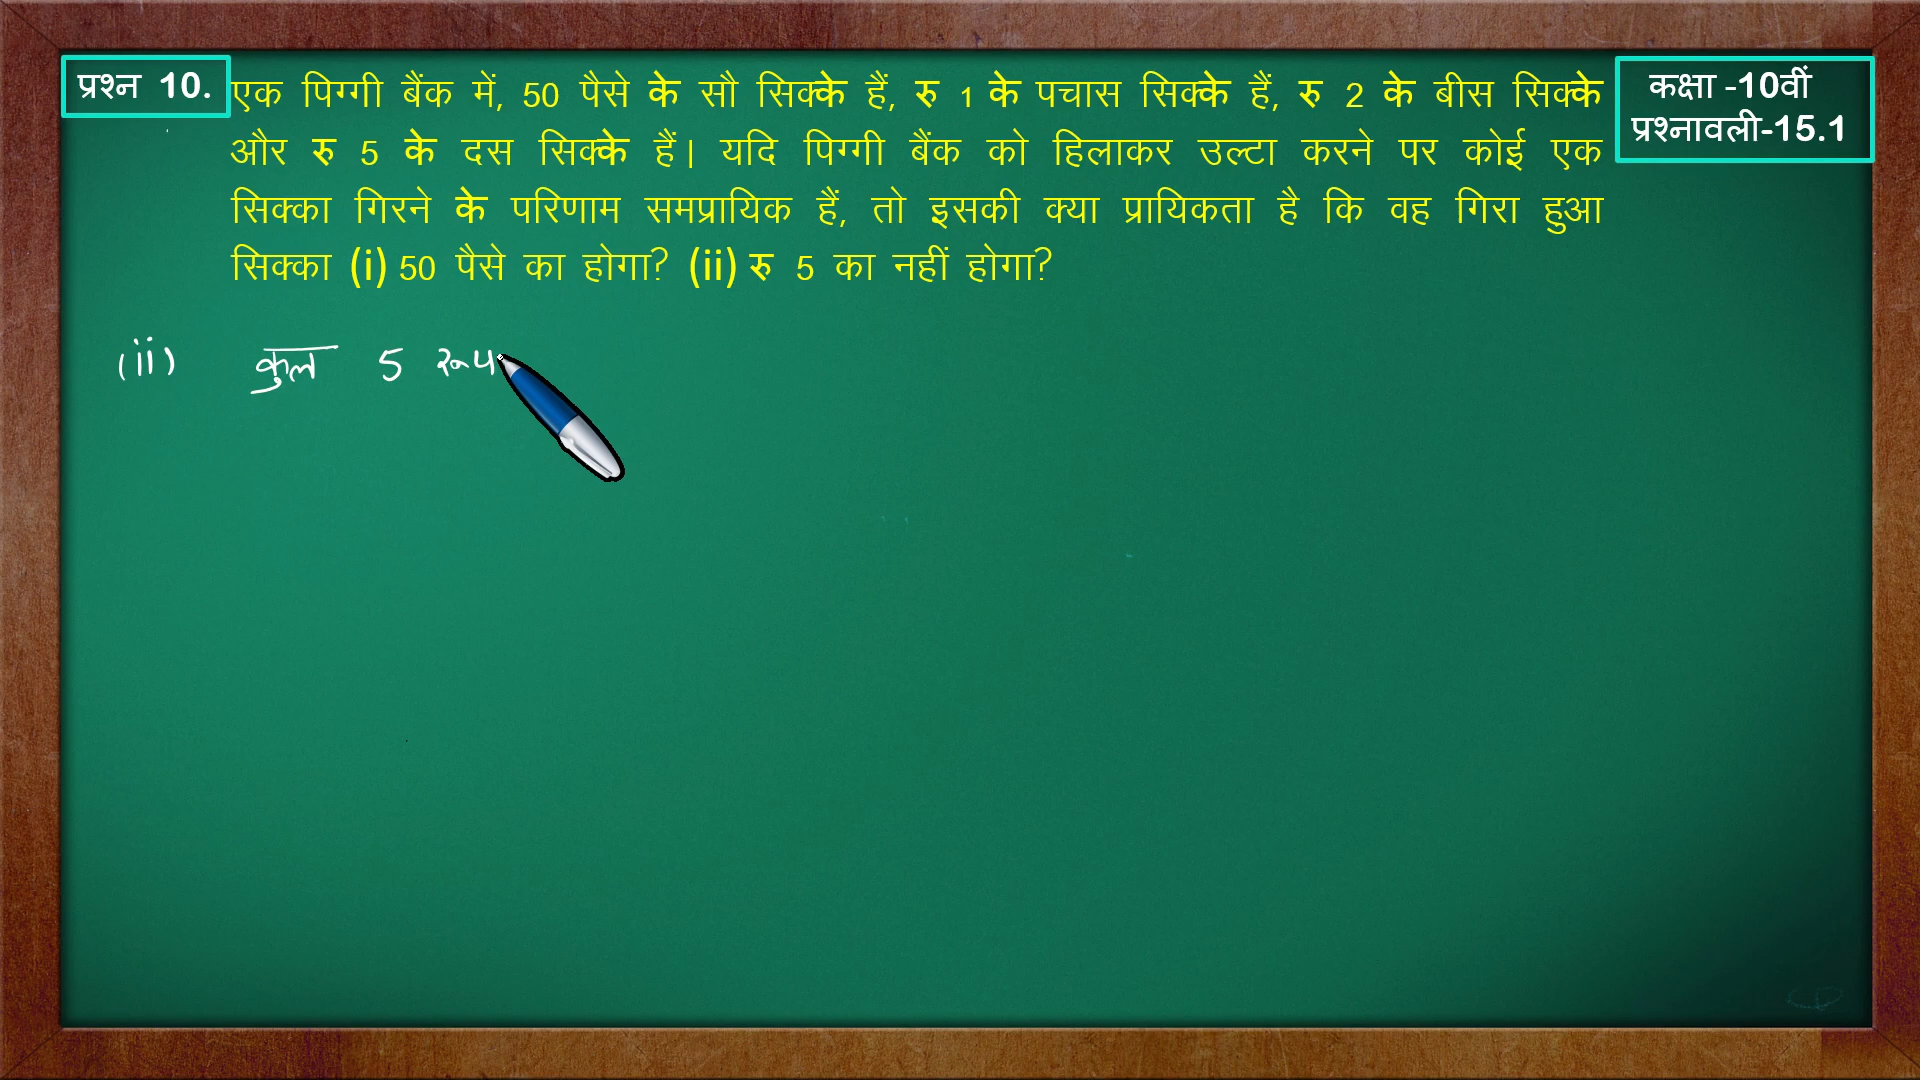 प्रश्न 10.
एक पिग्गी बैंक में, 50 पैसे के सौ सिक्के हैं, रु 1 के पचास सिक्के हैं, रु 2 के बीस सिक्के
और रु 5 के दस सिक्के हैं। यदि पिग्गी बैंक को हिलाकर उल्टा करने पर कोई एक
सिक्का गिरने के परिणाम समप्रायिक हैं, तो इसकी क्या प्रायिकता है कि वह गिरा हुआ
सिक्का (i) 50 पैसे का होगा? (ii) रु 5 का नहीं होगा?
कक्षा -10वीं
प्रश्नावली-15.1
(ii) कुल 5 रूप